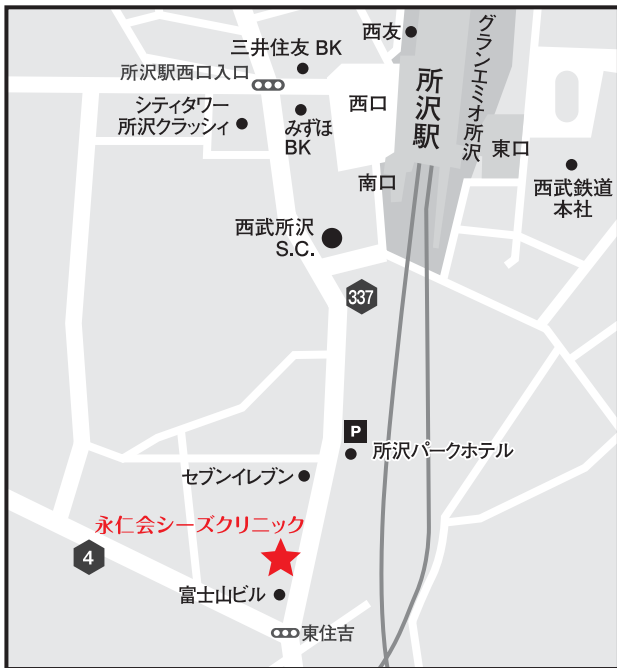 西友
グランエミオ所沢
三井住友 BK
所沢駅西口入口
所沢駅
シティタワー
所沢クラッシィ
みずほ
BK
西口
東口
南口
西武鉄道
本社
西武所沢
S.C.
337
P
所沢パークホテル
セブンイレブン
永仁会シーズクリニック
4
富士山ビル
東住吉